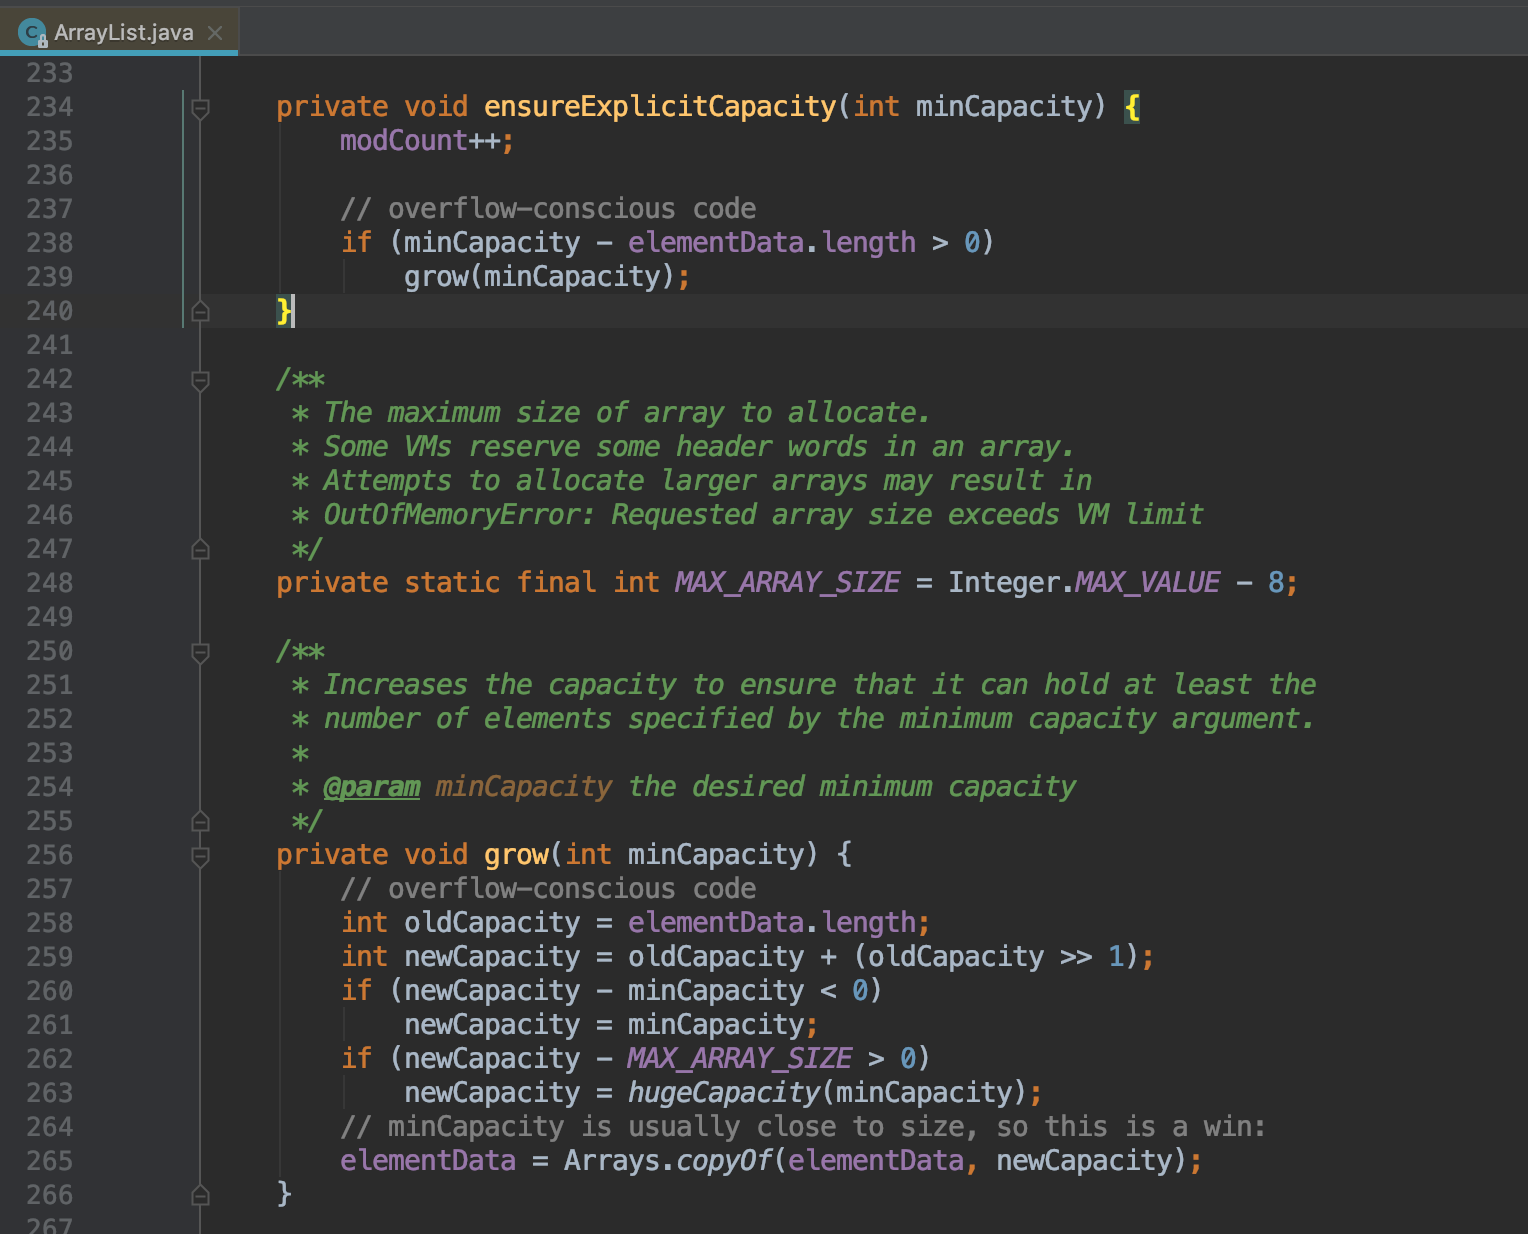 ArrayList.java
233
234 private void ensureExplicitCapacity(int minCapacity) {
235 modCount++;
236
237 // overflow-conscious code
238 if (minCapacity - elementData.length > 0)
239 grow(minCapacity);
240 }
241
242 /**
243 * The maximum size of array to allocate.
244 * Some VMs reserve some header words in an array.
245 * Attempts to allocate larger arrays may result in
246 * OutOfMemoryError: Requested array size exceeds VM limit
247 */
248 private static final int MAX_ARRAY_SIZE = Integer.MAX_VALUE - 8;
249
250 /**
251 * Increases the capacity to ensure that it can hold at least the
252 * number of elements specified by the minimum capacity argument.
253 *
254 * @param minCapacity the desired minimum capacity
255 */
256 private void grow(int minCapacity) {
257 // overflow-conscious code
258 int oldCapacity = elementData.length;
259 int newCapacity = oldCapacity + (oldCapacity >> 1);
260 if (newCapacity - minCapacity < 0)
261 newCapacity = minCapacity;
262 if (newCapacity - MAX_ARRAY_SIZE > 0)
263 newCapacity = hugeCapacity(minCapacity);
264 // minCapacity is usually close to size, so this is a win:
265 elementData = Arrays.copyOf(elementData, newCapacity);
266 }
267